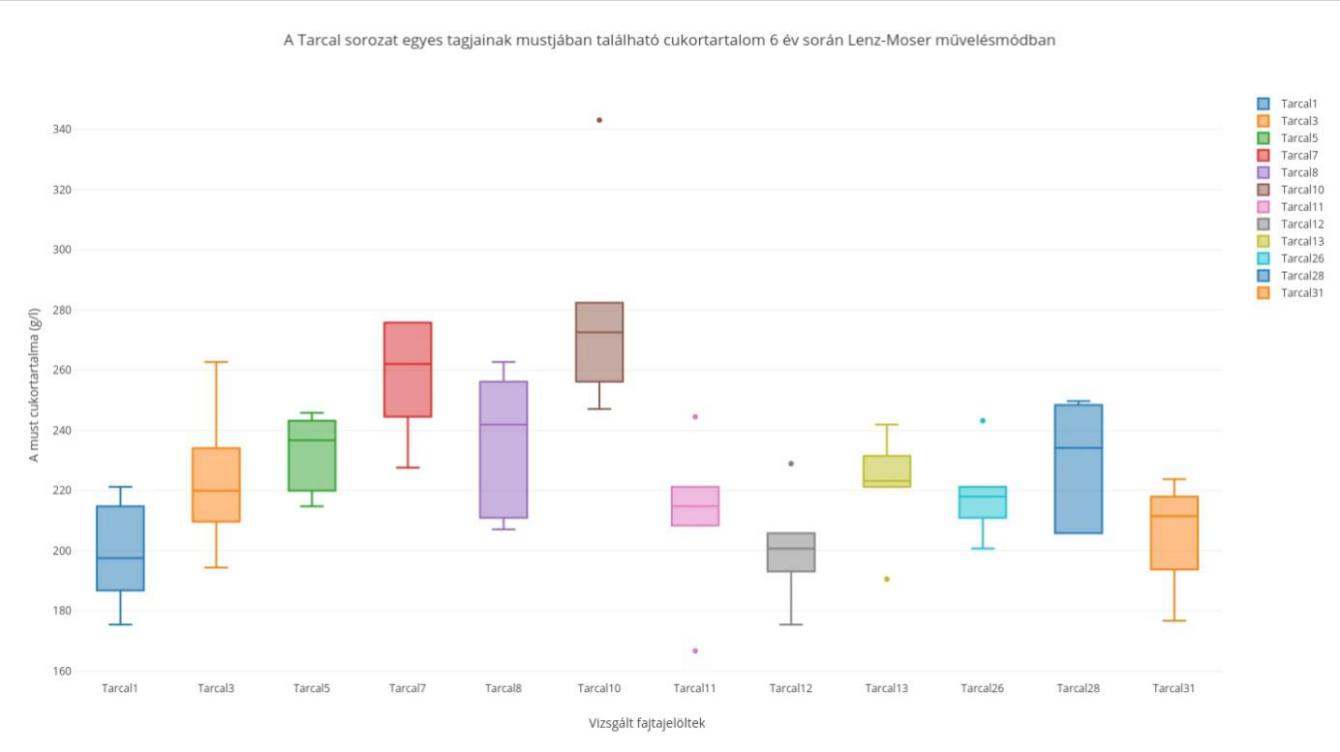 A Tarcal sorozat egyes tagjainak mustjában található cukortartalom 6 év során Lenz-Moser művelésmódban
Tarcal1
Tarcal3
Tarcal5
Tarcal7
Tarcal8
Tarcal10
Tarcal11
Tarcal12
Tarcal13
Tarcal26
Tarcal28
Tarcal31
A must cukortartalma (g/l)
340
320
300
280
260
240
220
200
180
160
Tarcal1 Tarcal3 Tarcal5 Tarcal7 Tarcal8 Tarcal10 Tarcal11 Tarcal12 Tarcal13 Tarcal26 Tarcal28 Tarcal31
Vizsgált fajtajelöltek